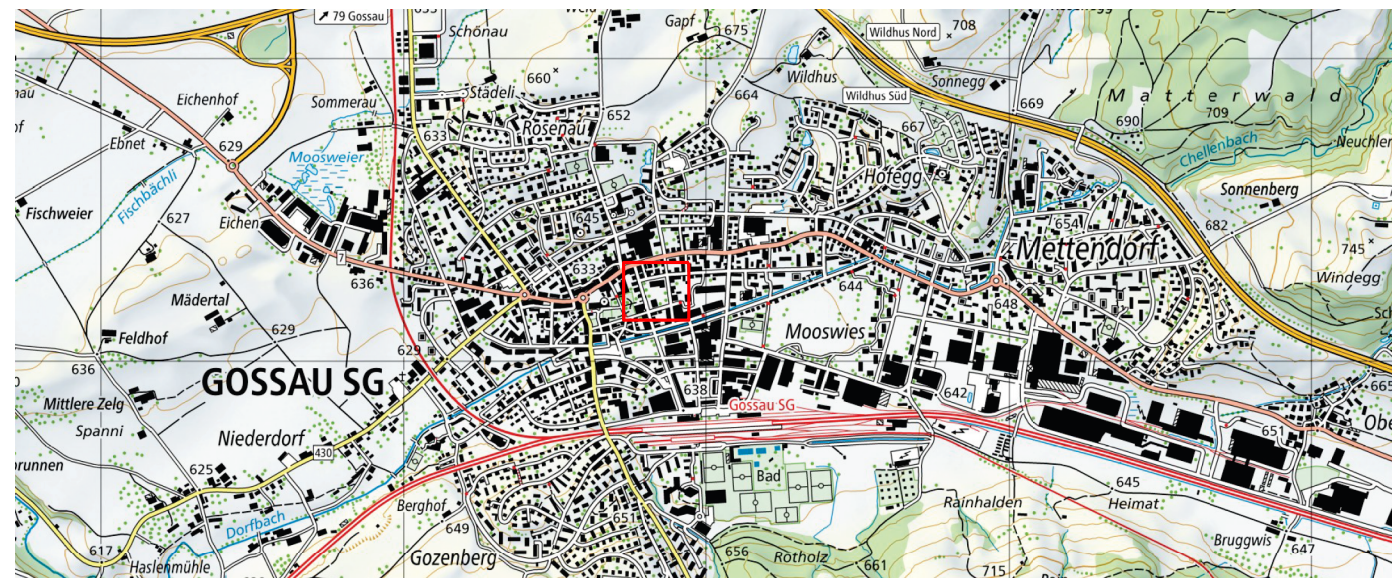 79 Gossau
633
Schönau
Weid
Gapf
675
Wildhus Nord
708
Eichenhof
Sommerau
660
Städeli
Wildhus
Sonnegg
664
Wildhus Süd
669
Matterwald
709
690
Ebnet
629
Moosweier
633
Rosenau
652
667
Chellenbach
Fischbächli
Hofegg
Sonnenberg
Fischweier
627
Eichen
645
654
682
Mettendorf
745
Windegg
7
636
633
644
648
Mädertal
629
Feldhof
636
629
Mooswies
GOSSAU SG
638
642
665
Mittlere Zelg
Gossau SG
Spanni
Niederdorf
430
651
625
Bad
645
Heimat
Rainhalden
Berghof
649
651
Dorfbach
Gozenberg
656
Rotholz
661
715
Bruggwis
647
617
Haslenmühle